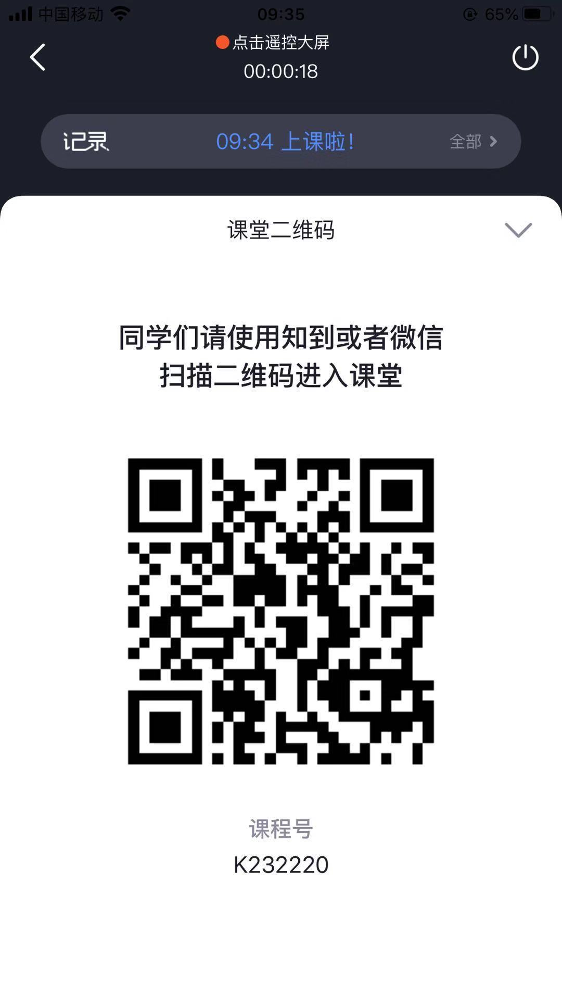 中国移动
09:35
65%
点击遥控大屏
00:00:18
记录
09:34 上课啦！
全部
课堂二维码
同学们请使用知到或者微信
扫描二维码进入课堂
课程号
K232220